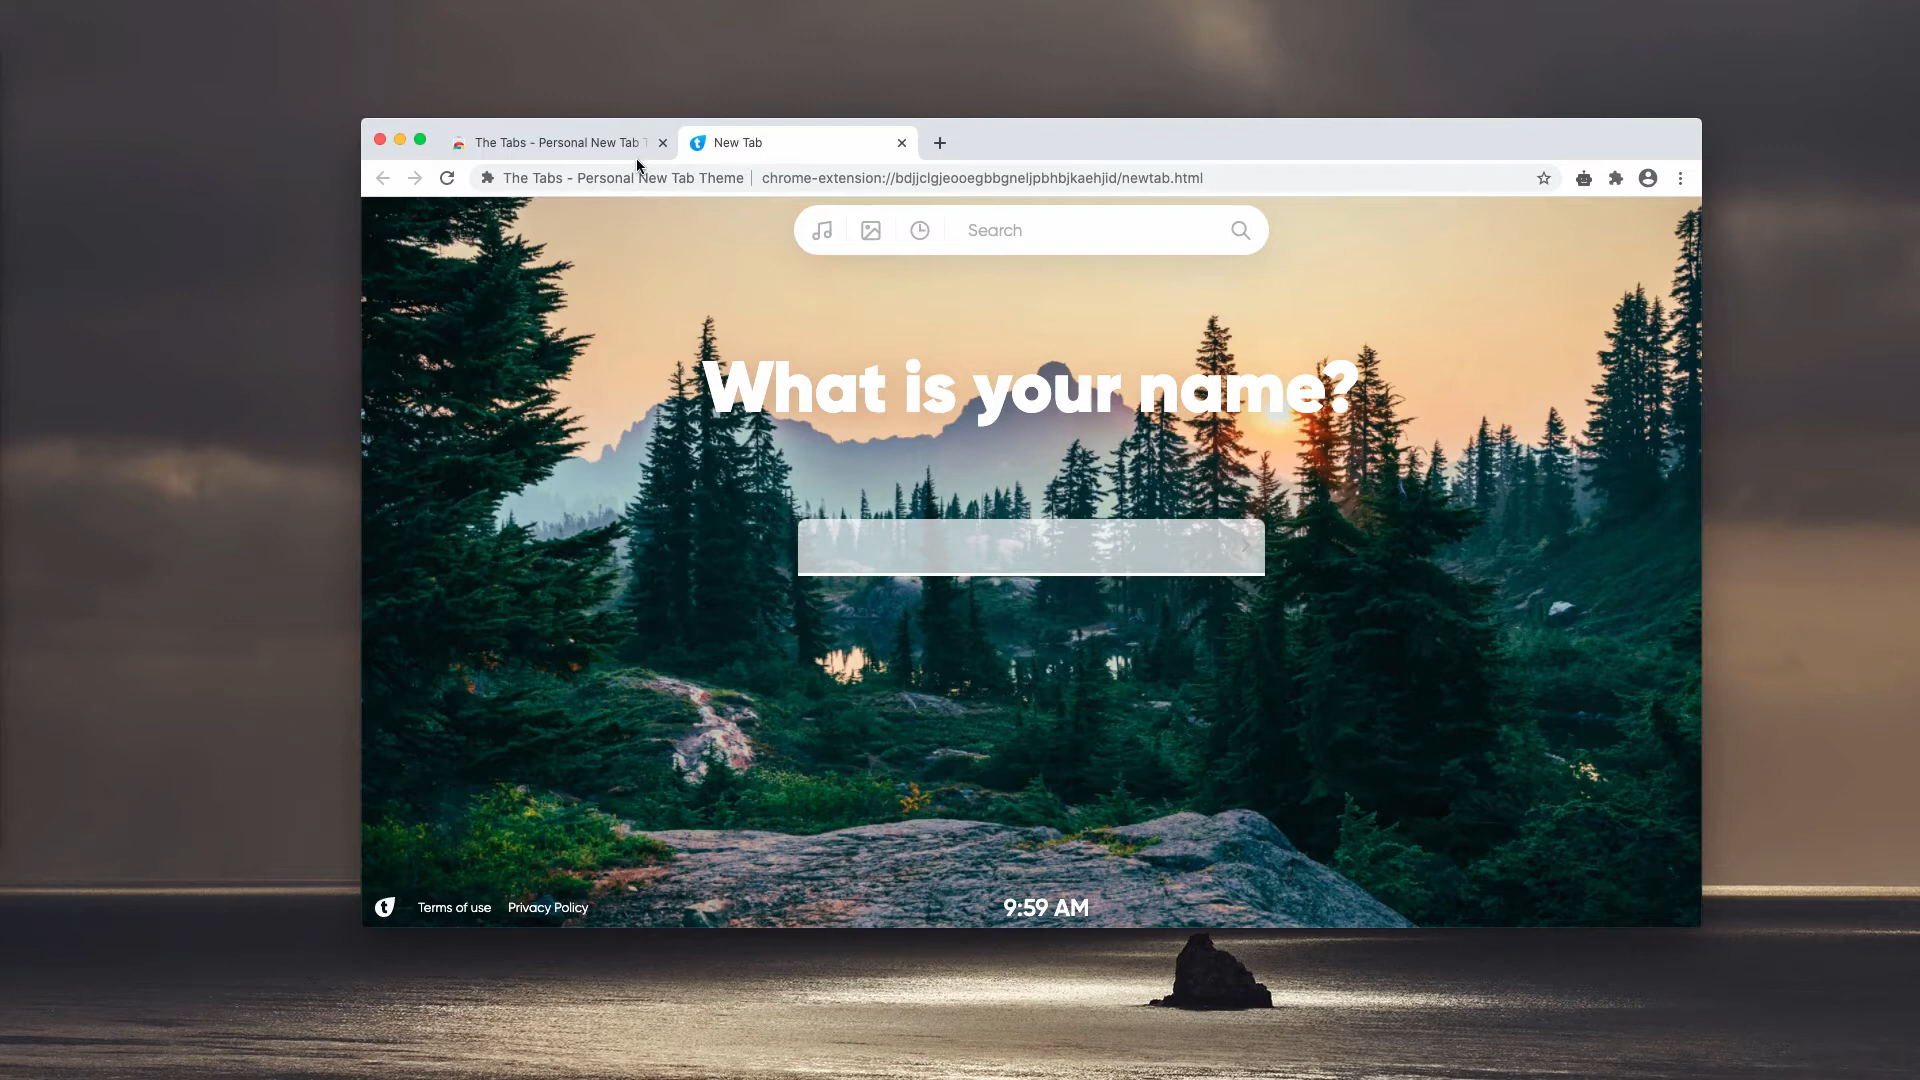 The Tabs - Personal New Tab
New Tab
The Tabs - Personal New Tab Theme | chrome-extension://bdjjclgjeooegbbgneljpbhbjkaehjid/newtab.html
Search
What is your name?
Terms of use
Privacy Policy
9:59 AM